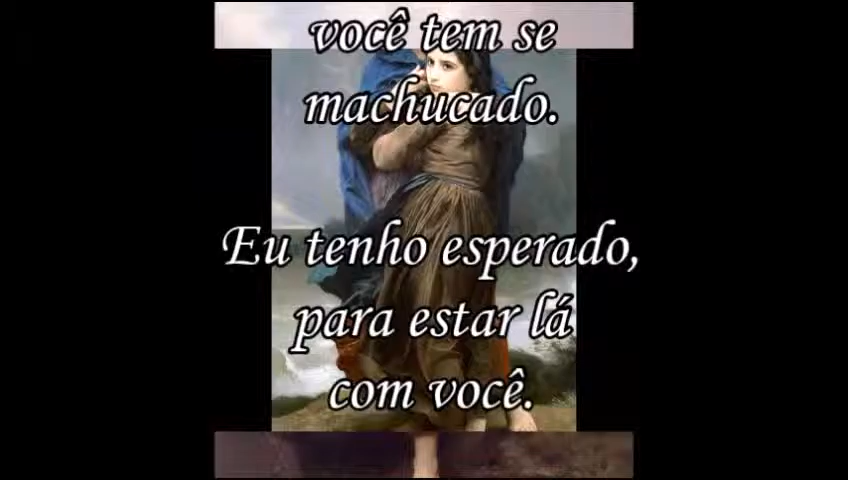 você tem se
machucado.
Eu tenho esperado,
para estar lá
com você.